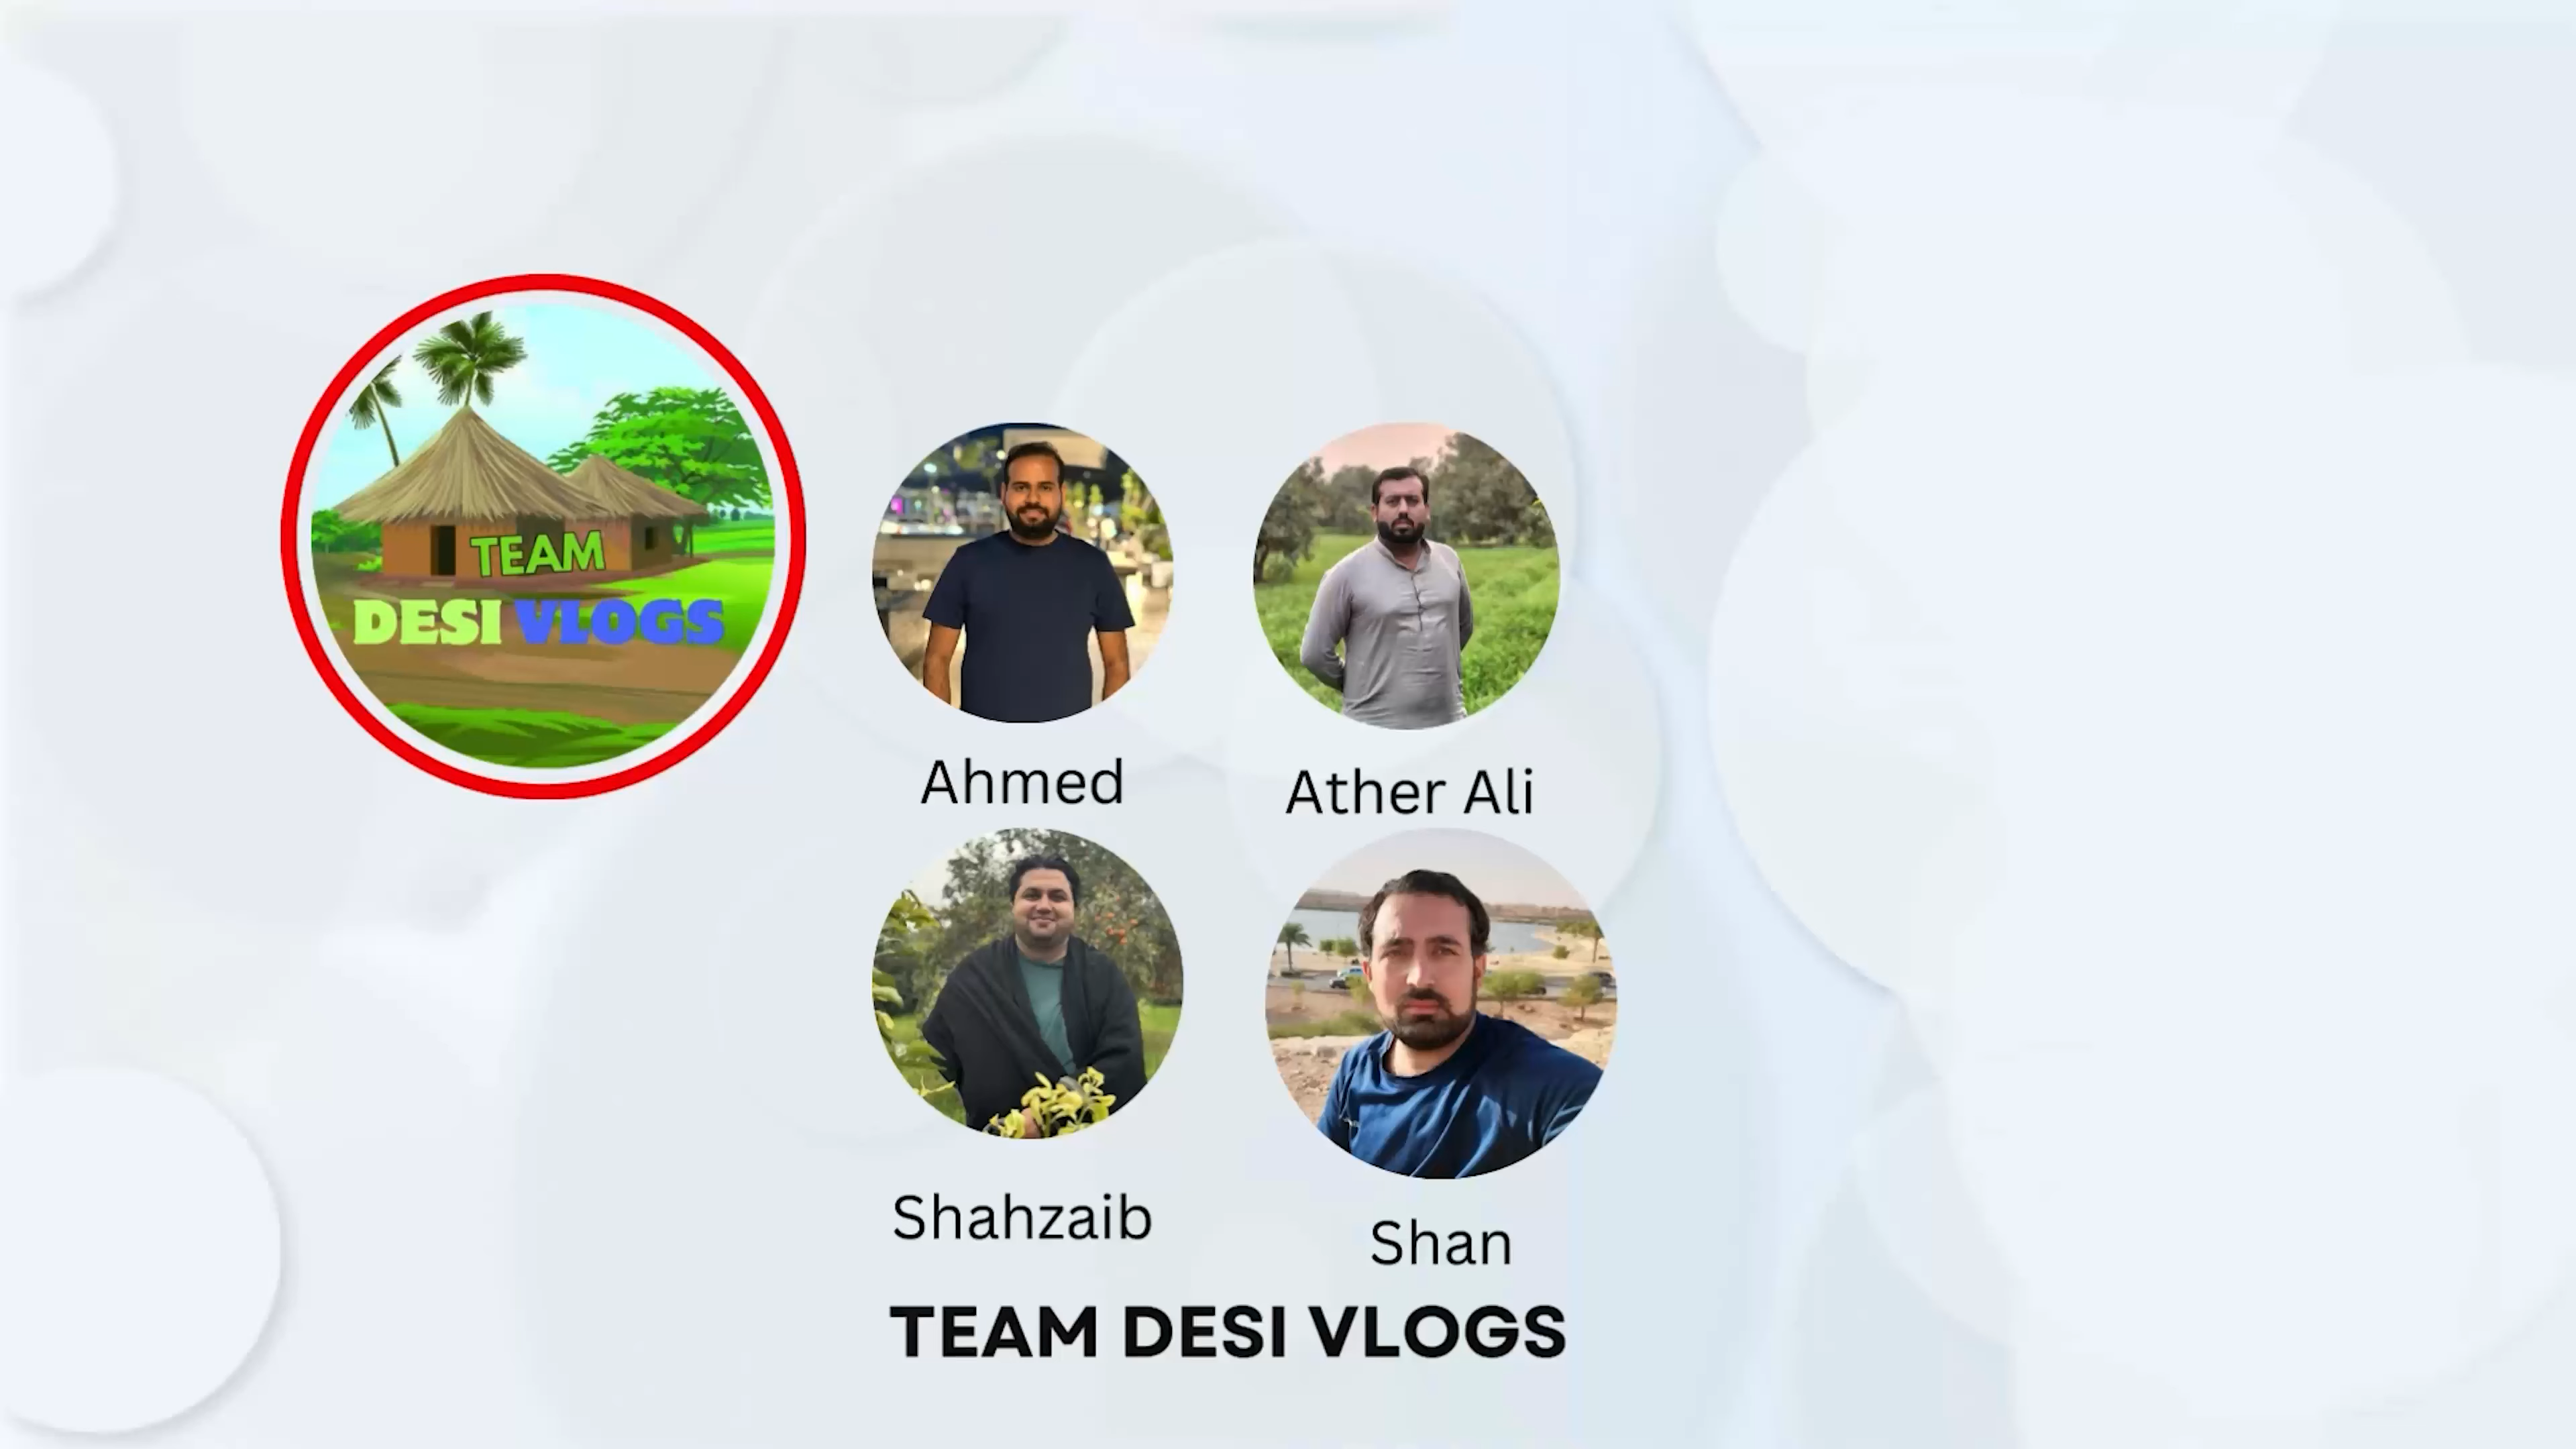 TEAM
DESI VLOGS
Ahmed
Ather Ali
Shahzaib
Shan
TEAM DESI VLOGS